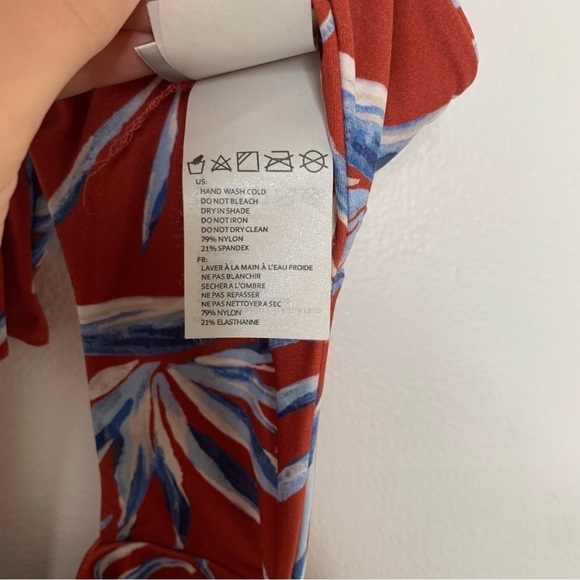 US:
HAND WASH COLD
DO NOT BLEACH
DRY IN SHADE
DO NOT IRON
DO NOT DRY CLEAN
79% NYLON
21% SPANDEX
FR:
LAVER À LA MAIN À L'EAU FROIDE
NE PAS BLANCHIR
SECHER A L'OMBRE
NE PAS REPASSER
NE PAS NETTOYER A SEC
79% NYLON
21% ELASTHANNE